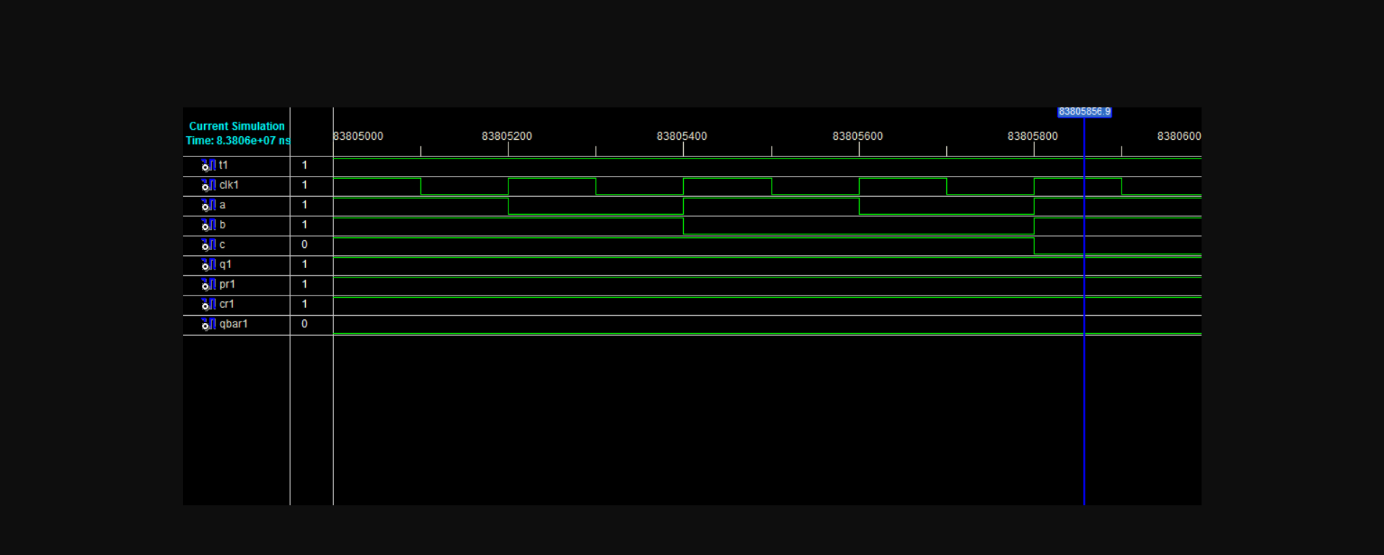 83805856.9
Current Simulation
Time: 8.3806e+07 ns
83805000 83805200 83805400 83805600 83805800 8380600
t1 1
clk1 1
a 1
b 1
c 0
q1 1
pr1 1
cr1 1
qbar1 0